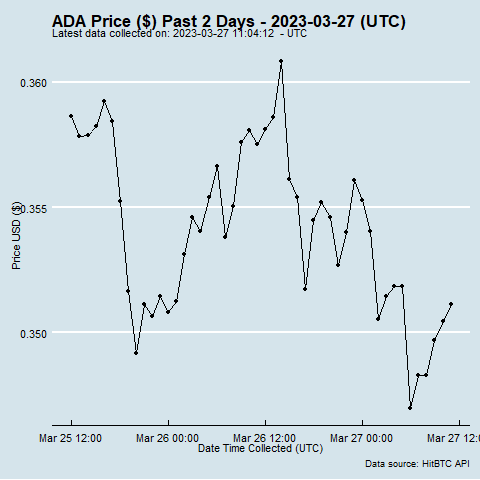 ADA Price ($) Past 2 Days - 2023-03-27 (UTC)
Latest data collected on: 2023-03-27 11:04:12 - UTC
0.360
0.355
0.350
Price USD ($)
Mar 25 12:00
Mar 26 00:00
Mar 26 12:00
Mar 27 00:00
Mar 27 12:00
Date Time Collected (UTC)
Data source: HitBTC API